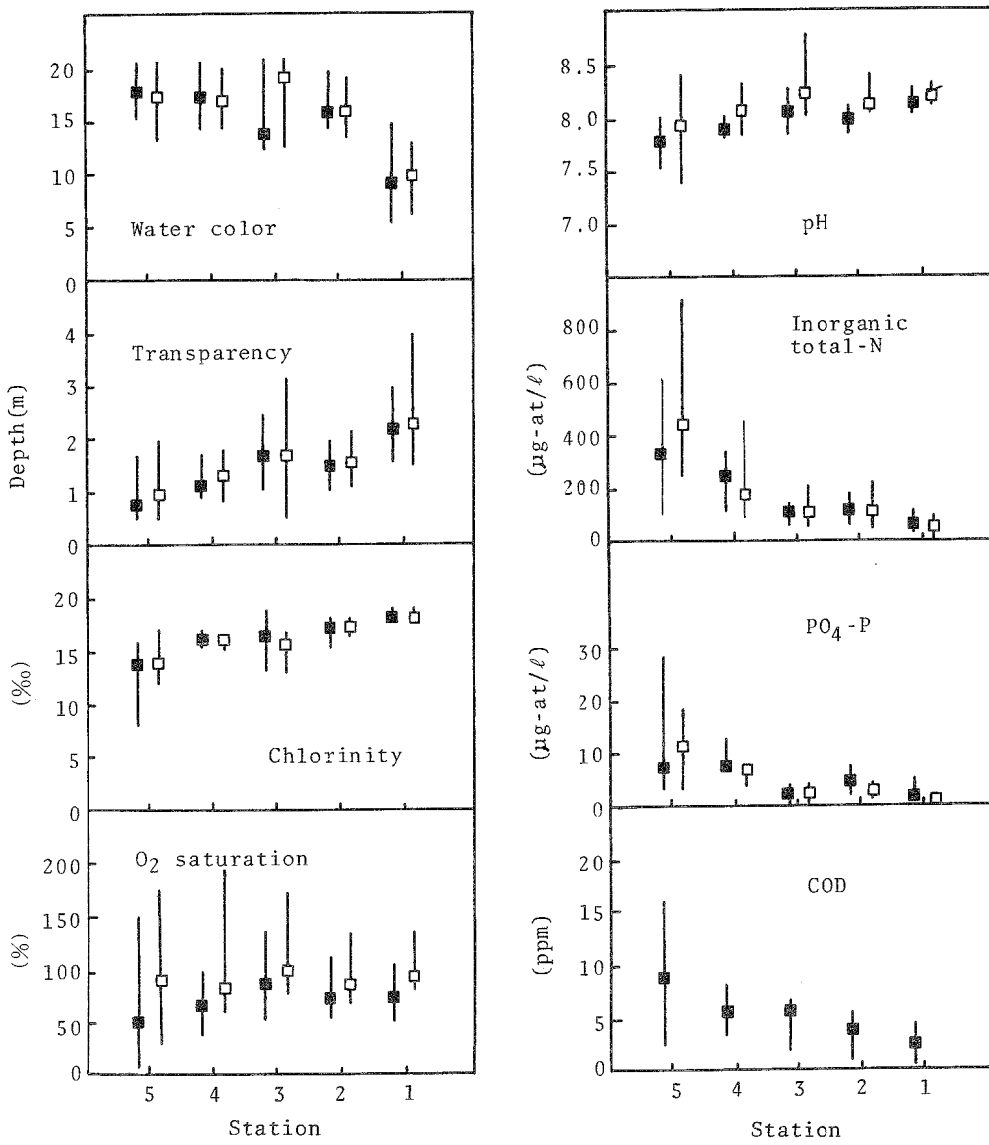 20
15
10
5
0
Water color
Depth(m)
4
3
2
1
0
Transparency
(‰)
20
15
10
5
0
Chlorinity
(%)
200
150
100
50
0
O₂ saturation
5 4 3 2 1
Station
8.5
8.0
7.5
7.0
pH
(μg-at/ℓ)
800
600
400
200
0
Inorganic
total-N
(μg-at/ℓ)
30
20
10
0
PO₄-P
(ppm)
20
15
10
5
0
COD
5 4 3 2 1
Station